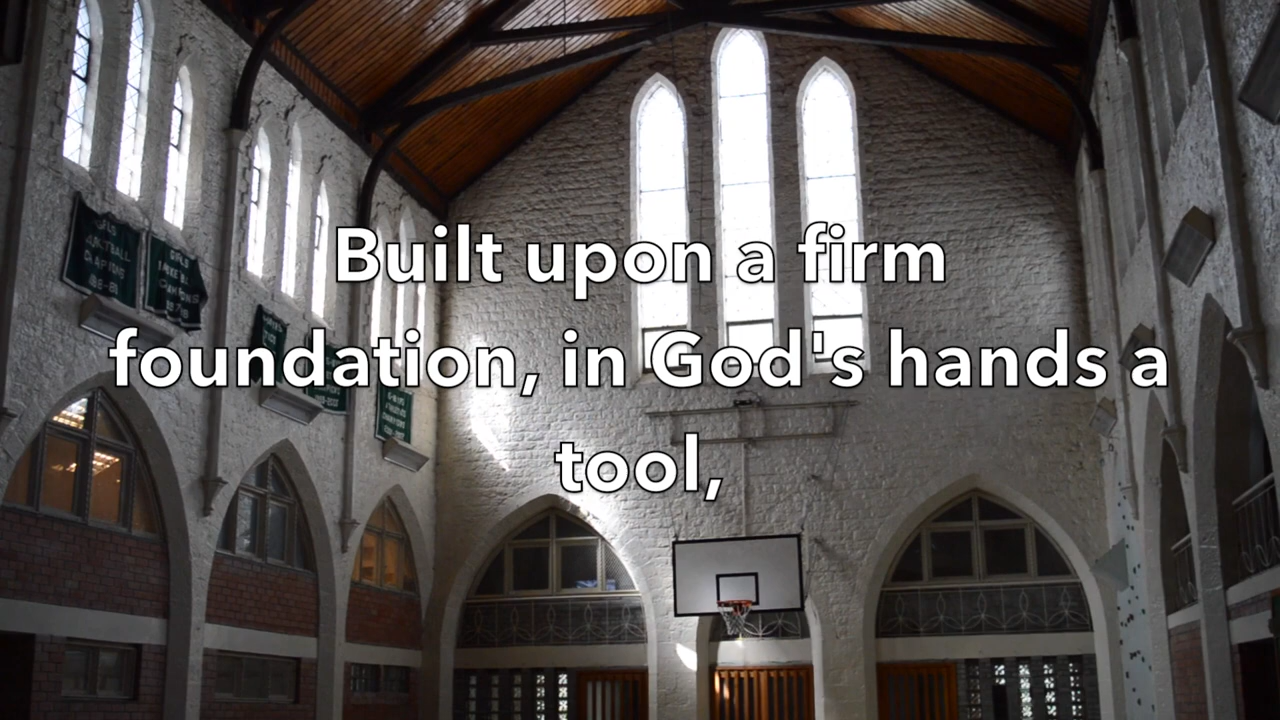 Built upon a firm
foundation, in God's hands a
tool,